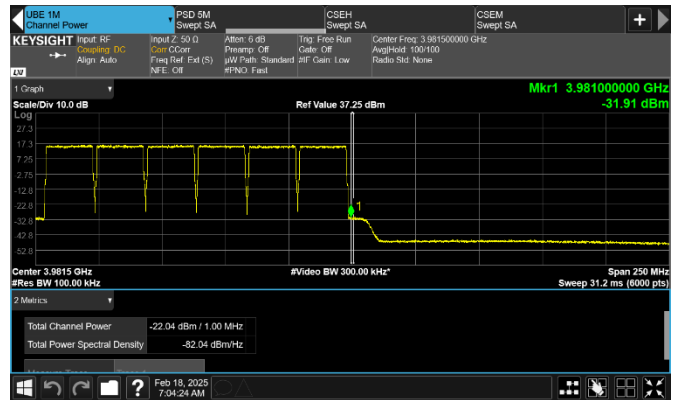 UBE 1M
Channel Power
PSD 5M
Swept SA
CSEH
Swept SA
CSEM
Swept SA
KEYSIGHT
Input: RF
Coupling: DC
Align: Auto
Input Z: 50 Ω
Corr CCorr
Freq Ref: Ext (S)
NFE: Off
Atten: 6 dB
Preamp: Off
µW Path: Standard
#PNO: Fast
Trig: Free Run
Gate: Off
#IF Gain: Low
Center Freq: 3.981500000 GHz
Avg|Hold: 100/100
Radio Std: None
LXI
1 Graph
Mkr1 3.981000000 GHz
Scale/Div 10.0 dB
Ref Value 37.25 dBm
-31.91 dBm
Log
27.3
17.3
7.25
-2.75
-12.8
-22.8
-32.8
-42.8
-52.8
1
Center 3.9815 GHz
#Video BW 300.00 kHz*
Span 250 MHz
#Res BW 100.00 kHz
Sweep 31.2 ms (6000 pts)
2 Metrics
Total Channel Power -22.04 dBm / 1.00 MHz
Total Power Spectral Density -82.04 dBm/Hz
?
Feb 18, 2025
7:04:24 AM